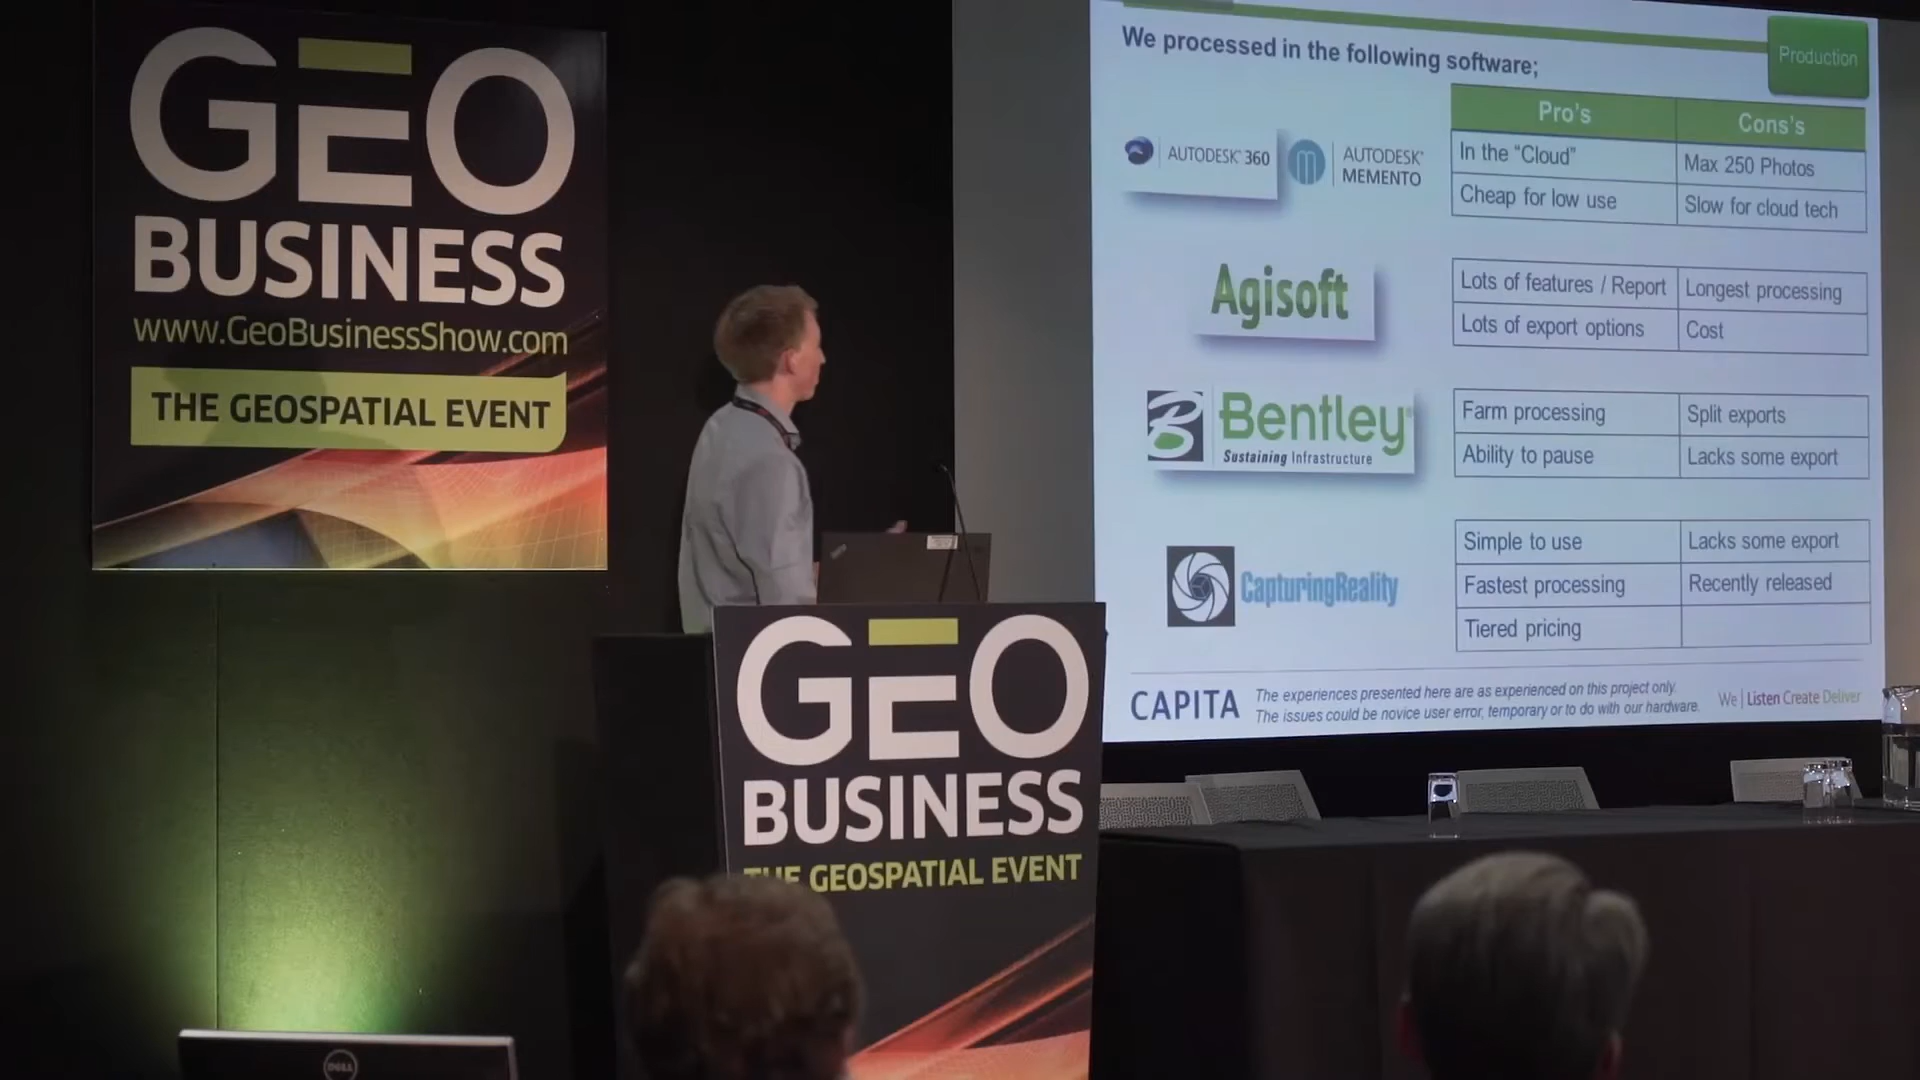 GEO
BUSINESS
www.GeoBusinessShow.com
THE GEOSPATIAL EVENT
GEO
BUSINESS
THE GEOSPATIAL EVENT
DELL
We processed in the following software;
Production
Pro's Cons's
AUTODESK® 360
AUTODESK®
MEMENTO
In the “Cloud” Max 250 Photos
Cheap for low use Slow for cloud tech
Agisoft
Lots of features / Report Longest processing
Lots of export options Cost
Bentley®
Sustaining Infrastructure
Farm processing Split exports
Ability to pause Lacks some export
CapturingReality
Simple to use Lacks some export
Fastest processing Recently released
Tiered pricing
CAPITA
The experiences presented here are as experienced on this project only.
The issues could be novice user error, temporary or to do with our hardware.
We | Listen Create Deliver